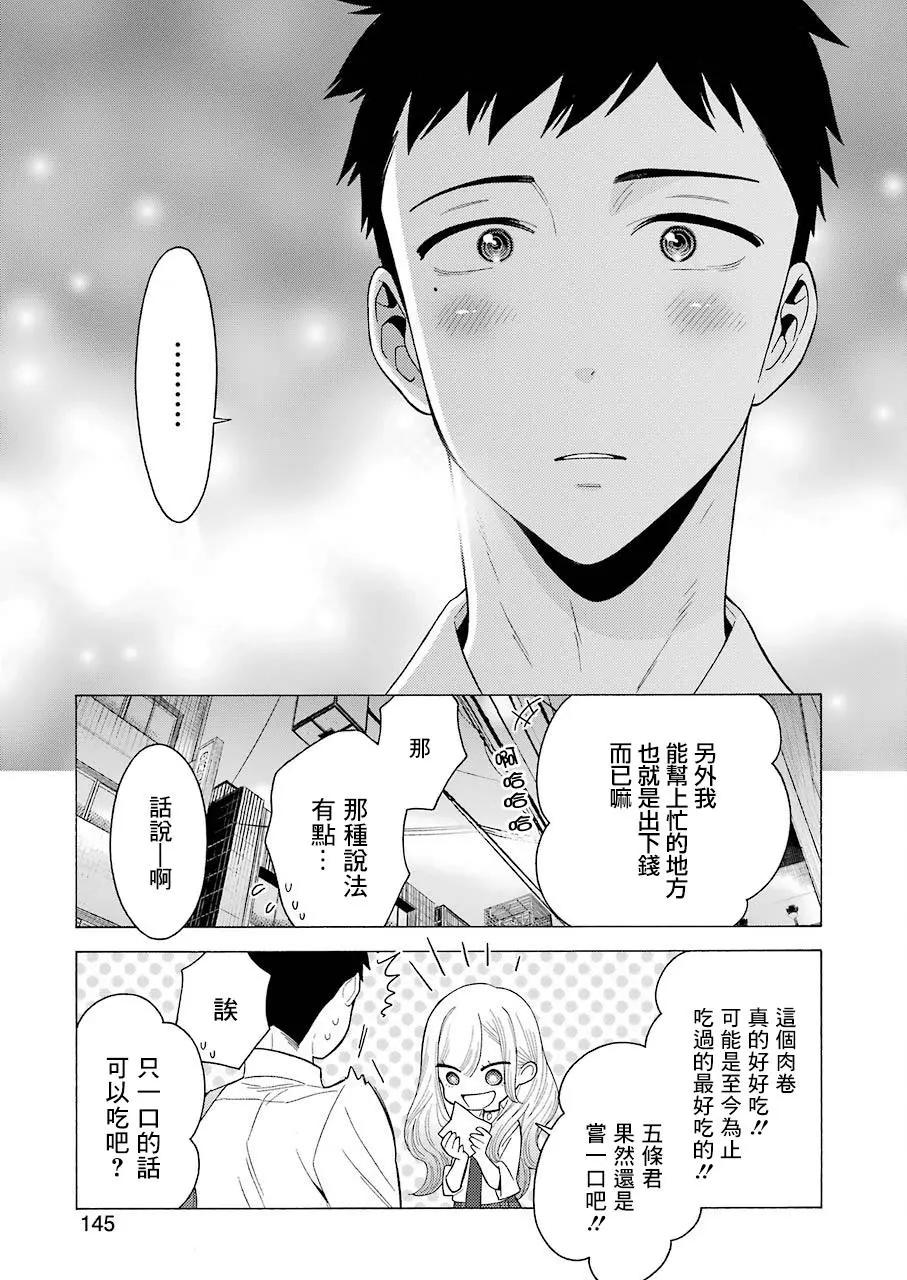 ………
另外我
能幫上忙的地方
也就是出下錢
而已嘛
啊哈哈哈哈
那
那種說法
有點…
話說—啊
這個肉卷
真的好好吃!!
可能是至今為止
吃過的最好吃的!!
五條君
果然還是
嘗一口吧!!
誒
只一口的話
可以吃吧?
145